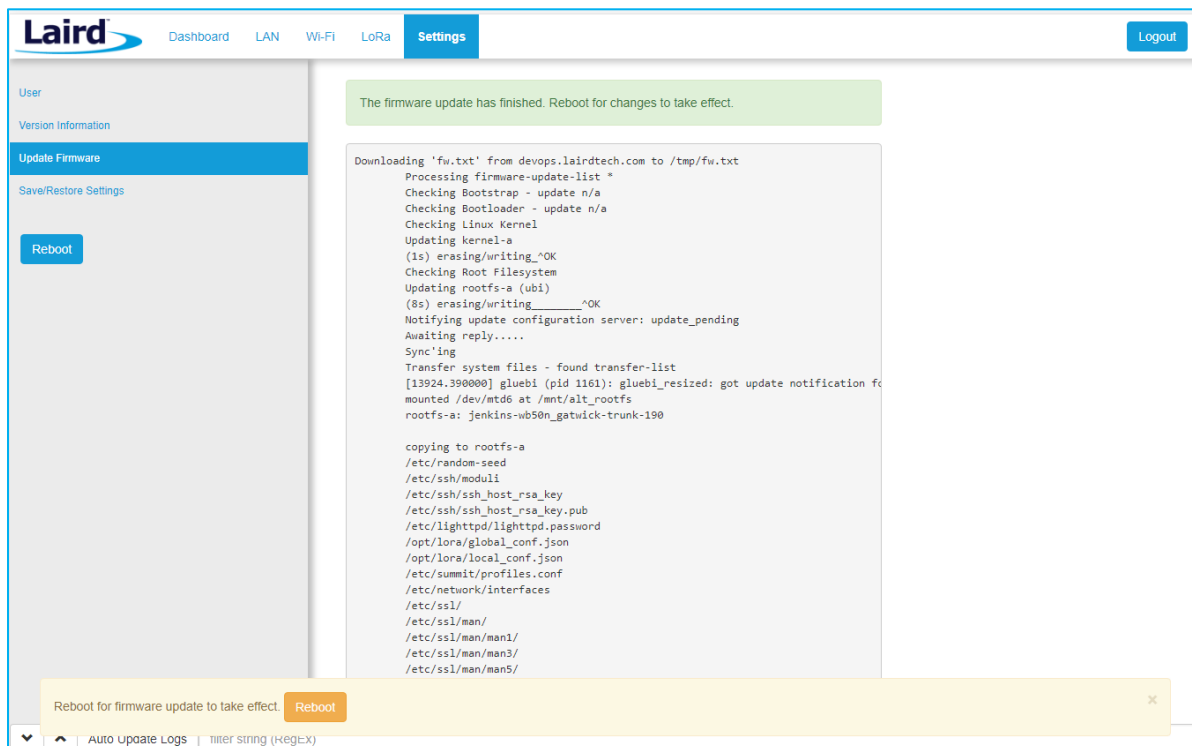 Laird
Dashboard LAN Wi-Fi LoRa Settings
Logout
User
Version Information
Update Firmware
Save/Restore Settings
Reboot
The firmware update has finished. Reboot for changes to take effect.
Downloading 'fw.txt' from devops.lairdtech.com to /tmp/fw.txt
Processing firmware-update-list *
Checking Bootstrap - update n/a
Checking Bootloader - update n/a
Checking Linux Kernel
Updating kernel-a
(1s) erasing/writing_^OK
Checking Root Filesystem
Updating rootfs-a (ubi)
(8s) erasing/writing________^OK
Notifying update configuration server: update_pending
Awaiting reply.....
Sync'ing
Transfer system files - found transfer-list
[13924.390000] gluebi (pid 1161): gluebi_resized: got update notification fo
mounted /dev/mtd6 at /mnt/alt_rootfs
rootfs-a: jenkins-wb50n_gatwick-trunk-190
copying to rootfs-a
/etc/random-seed
/etc/ssh/moduli
/etc/ssh/ssh_host_rsa_key
/etc/ssh/ssh_host_rsa_key.pub
/etc/lighttpd/lighttpd.password
/opt/lora/global_conf.json
/opt/lora/local_conf.json
/etc/summit/profiles.conf
/etc/network/interfaces
/etc/ssl/
/etc/ssl/man/
/etc/ssl/man/man1/
/etc/ssl/man/man3/
/etc/ssl/man/man5/
Reboot for firmware update to take effect. Reboot ×
Auto Update Logs | filter string (RegEx)